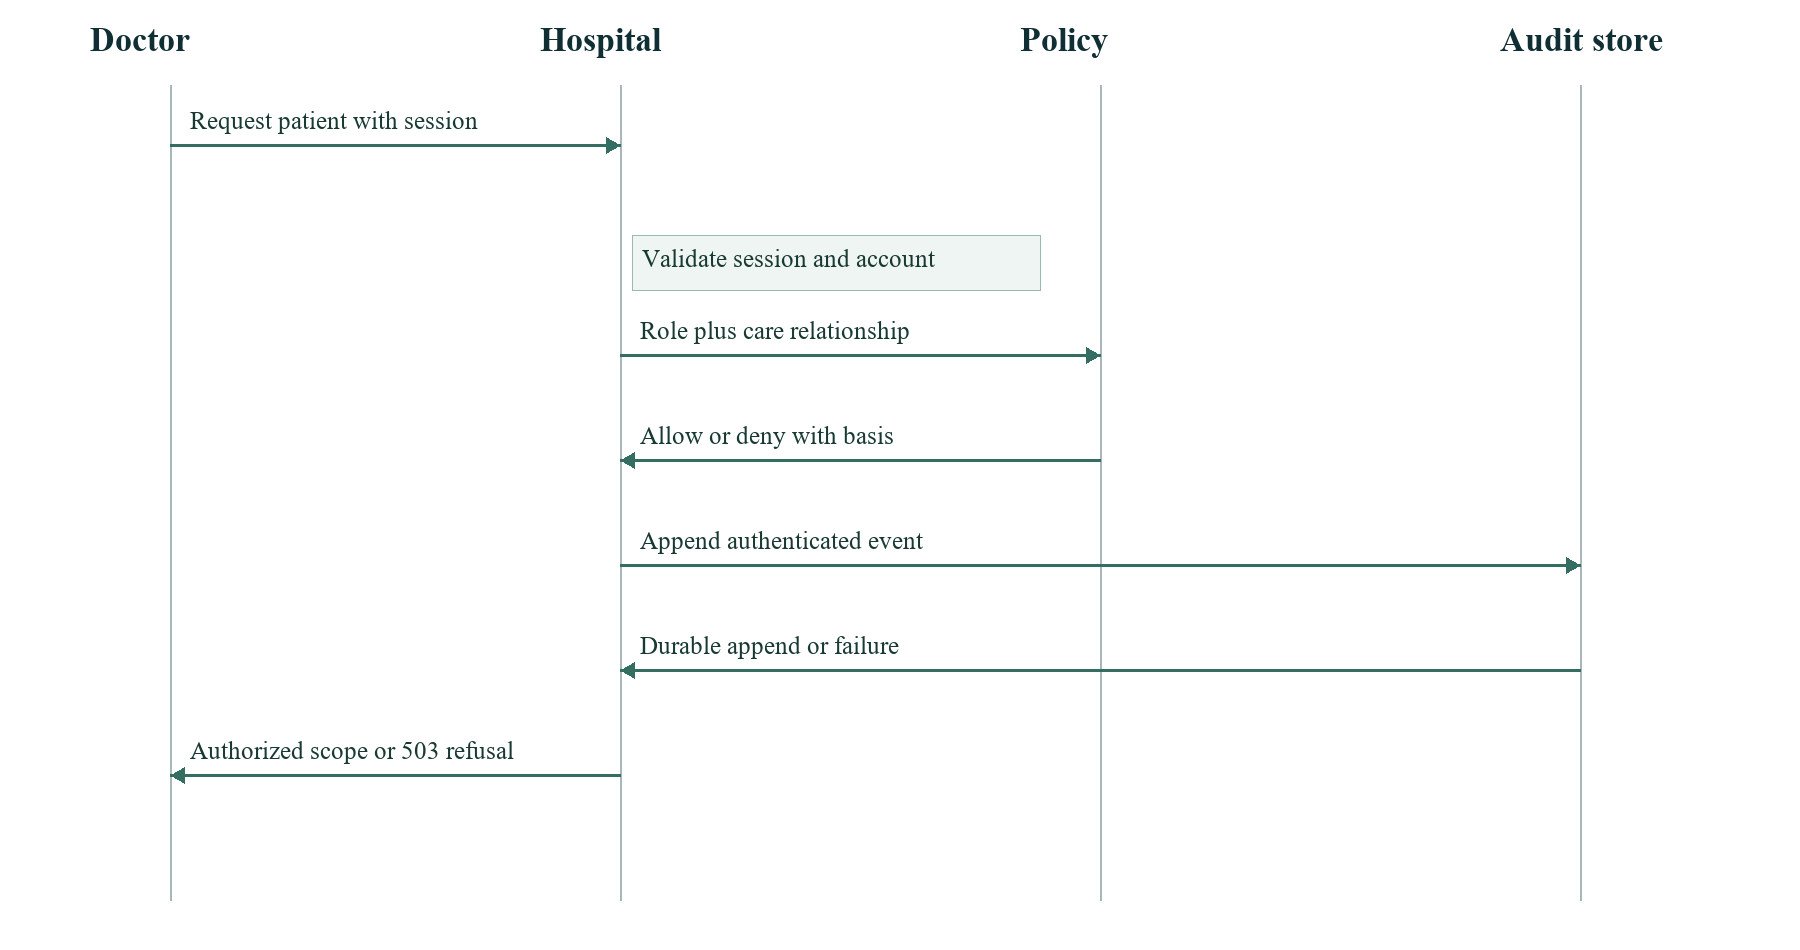 Doctor
Hospital
Policy
Audit store
Request patient with session
Validate session and account
Role plus care relationship
Allow or deny with basis
Append authenticated event
Durable append or failure
Authorized scope or 503 refusal